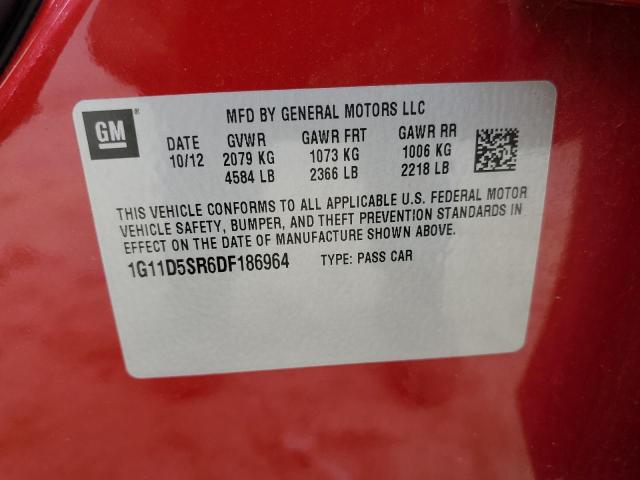 GM
MFD BY GENERAL MOTORS LLC
DATE GVWR GAWR FRT GAWR RR
10/12 2079 KG 1073 KG 1006 KG
4584 LB 2366 LB 2218 LB
THIS VEHICLE CONFORMS TO ALL APPLICABLE U.S. FEDERAL MOTOR
VEHICLE SAFETY, BUMPER, AND THEFT PREVENTION STANDARDS IN
EFFECT ON THE DATE OF MANUFACTURE SHOWN ABOVE.
1G11D5SR6DF186964 TYPE: PASS CAR